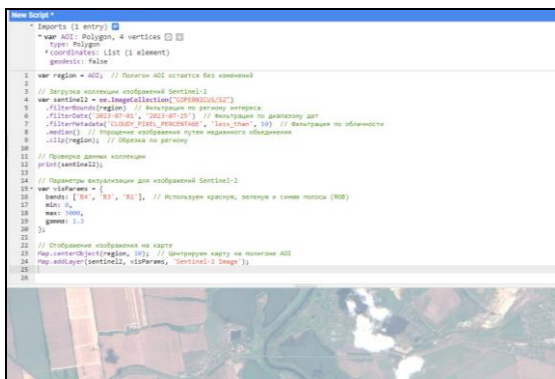 New Script *
Imports (1 entry)
var AOI: Polygon, 4 vertices
type: Polygon
coordinates: List (1 element)
geodesic: false
1 var region = AOI; // Полигон AOI остается без изменений
2
3 // Загрузка коллекции изображений Sentinel-2
4 var sentinel2 = ee.ImageCollection("COPERNICUS/S2")
5 .filterBounds(region) // Фильтрация по региону интереса
6 .filterDate('2023-07-01', '2023-07-25') // Фильтрация по диапазону дат
7 .filterMetadata('CLOUDY_PIXEL_PERCENTAGE', 'less_than', 10) // Фильтрация по облачности
8 .median() // Упрощение изображения путем медианного объединения
9 .clip(region); // Обрезка по региону
10
11 // Проверка данных коллекции
12 print(sentinel2);
13
14 // Параметры визуализации для изображений Sentinel-2
15 var visParams = {
16 bands: ['B4', 'B3', 'B2'], // Используем красную, зеленую и синюю полосы (RGB)
17 min: 0,
18 max: 3000,
19 gamma: 1.3
20 };
21
22 // Отображение изображения на карте
23 Map.centerObject(region, 10); // Центрируем карту на полигоне AOI
24 Map.addLayer(sentinel2, visParams, 'Sentinel-2 Image');
25
26